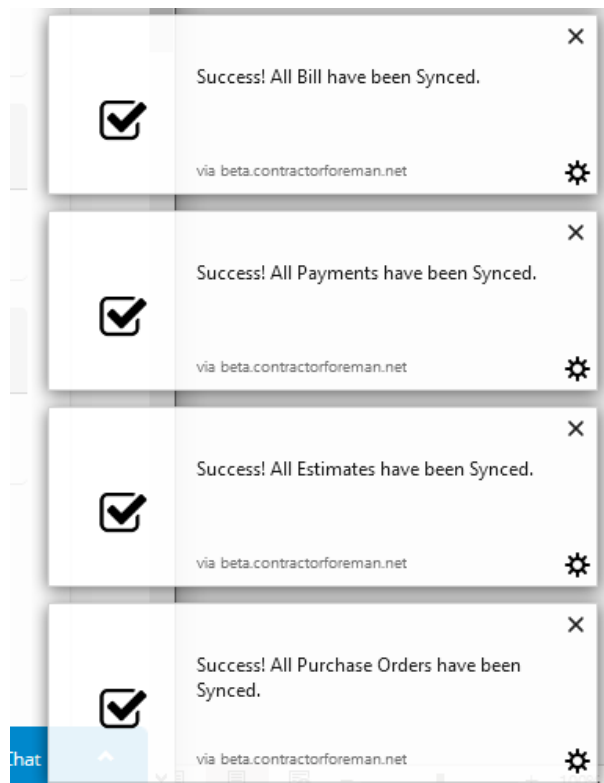 Success! All Bill have been Synced.
via beta.contractorforeman.net
Success! All Payments have been Synced.
via beta.contractorforeman.net
Success! All Estimates have been Synced.
via beta.contractorforeman.net
Success! All Purchase Orders have been
Synced.
Chat
via beta.contractorforeman.net